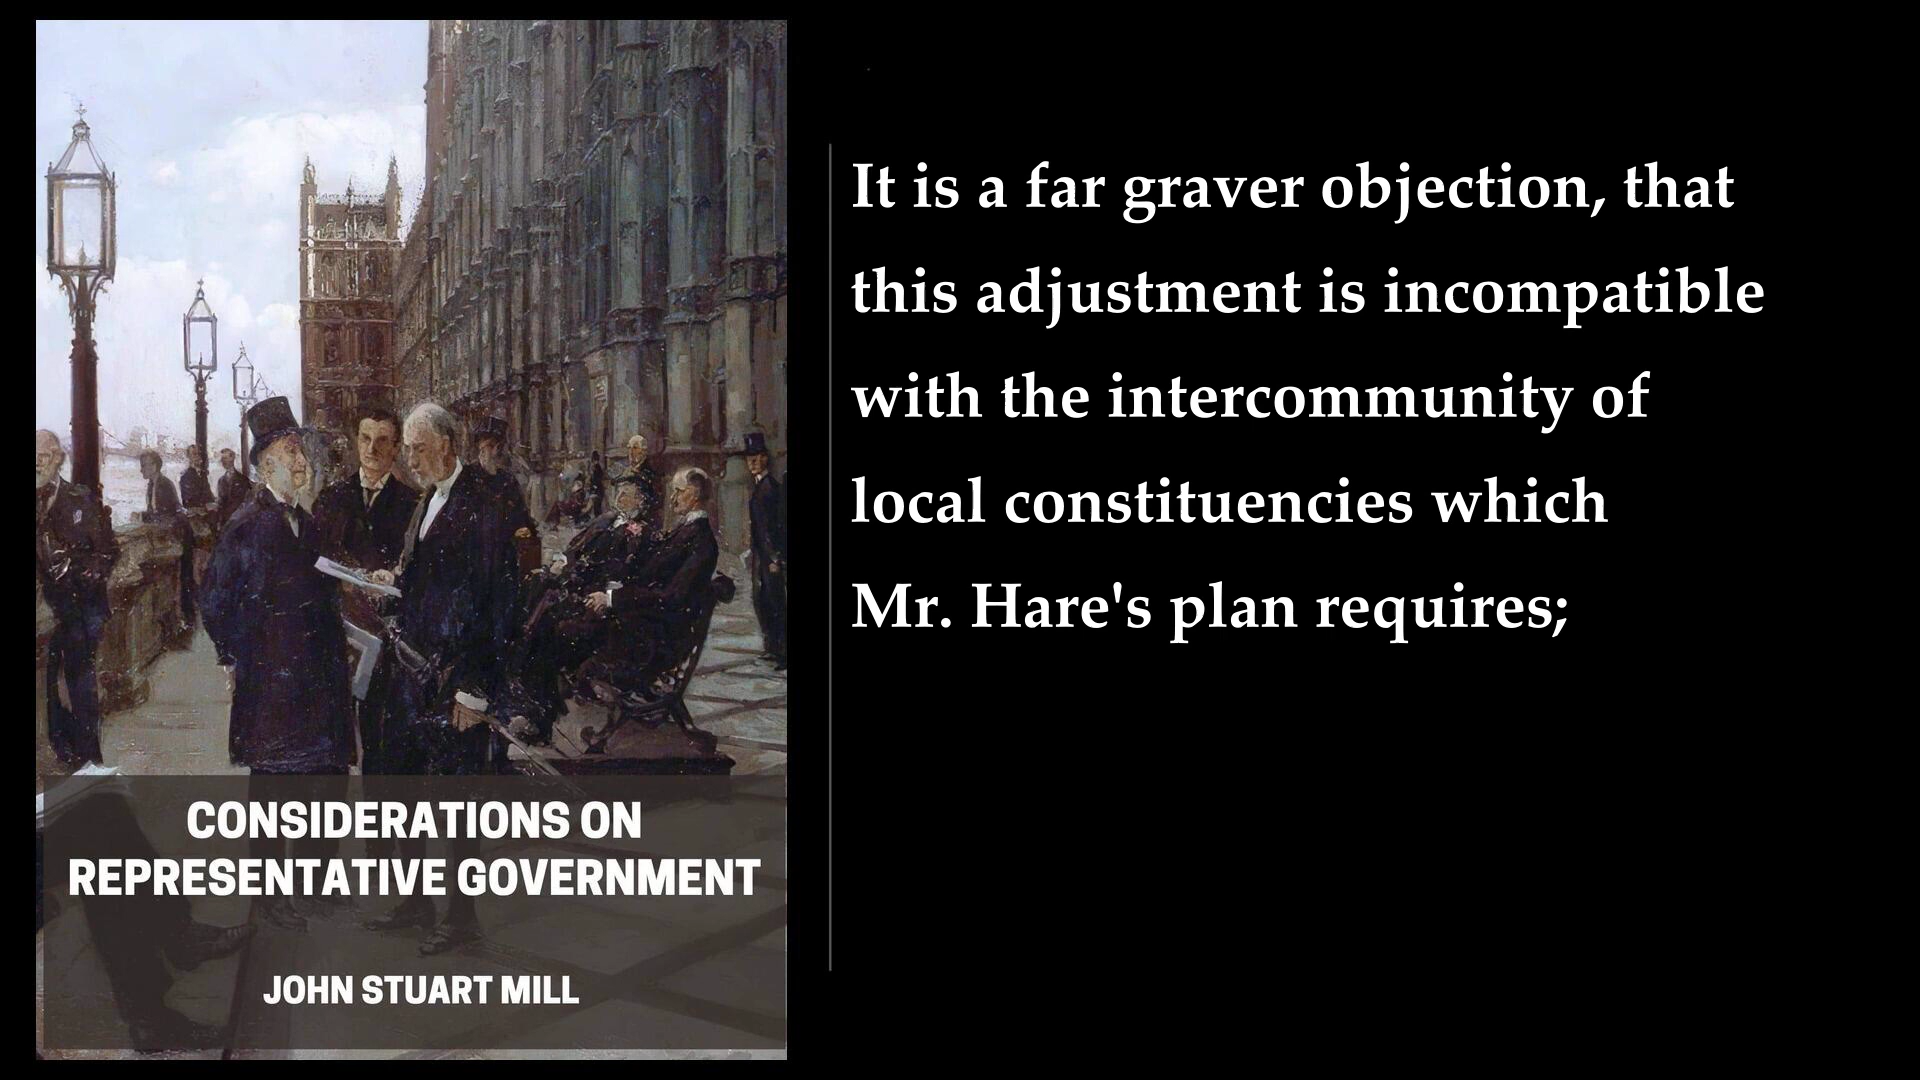 It is a far graver objection, that
this adjustment is incompatible
with the intercommunity of
local constituencies which
Mr. Hare's plan requires;
CONSIDERATIONS ON
REPRESENTATIVE GOVERNMENT
JOHN STUART MILL